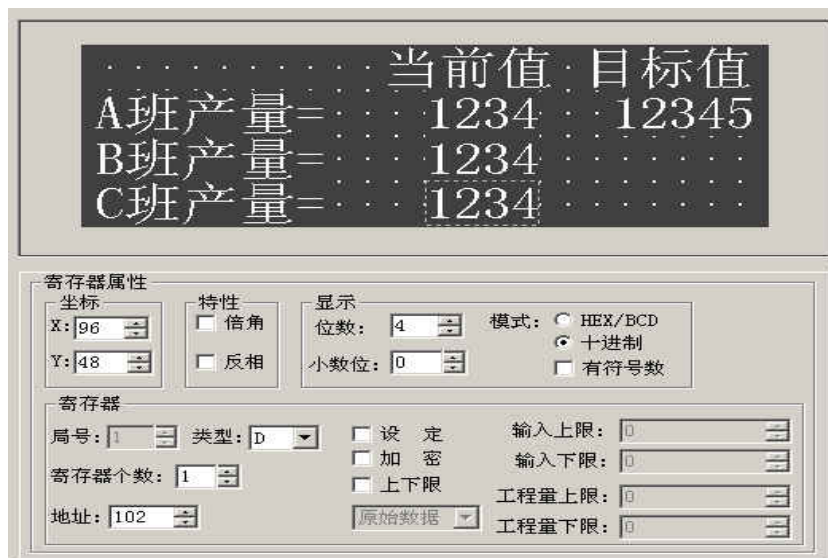 当前值 目标值
A班产量= 1234 12345
B班产量= 1234
C班产量= 1234
寄存器属性
坐标 特性 显示
X: 96 倍角 位数: 4 模式: HEX/BCD
十进制
Y: 48 反相 小数位: 0 有符号数
寄存器
局号: 1 类型: D 设 定 输入上限: 0
加 密 输入下限: 0
寄存器个数: 1 上下限 工程量上限: 0
地址: 102 原始数据 工程量下限: 0